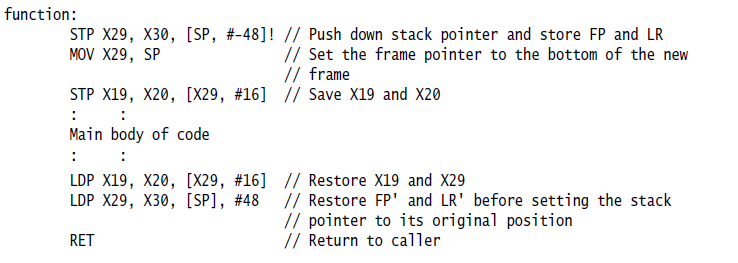 function:
STP X29, X30, [SP, #-48]! // Push down stack pointer and store FP and LR
MOV X29, SP // Set the frame pointer to the bottom of the new
// frame
STP X19, X20, [X29, #16] // Save X19 and X20
: :
Main body of code
: :
LDP X19, X20, [X29, #16] // Restore X19 and X29
LDP X29, X30, [SP], #48 // Restore FP' and LR' before setting the stack
// pointer to its original position
RET // Return to caller